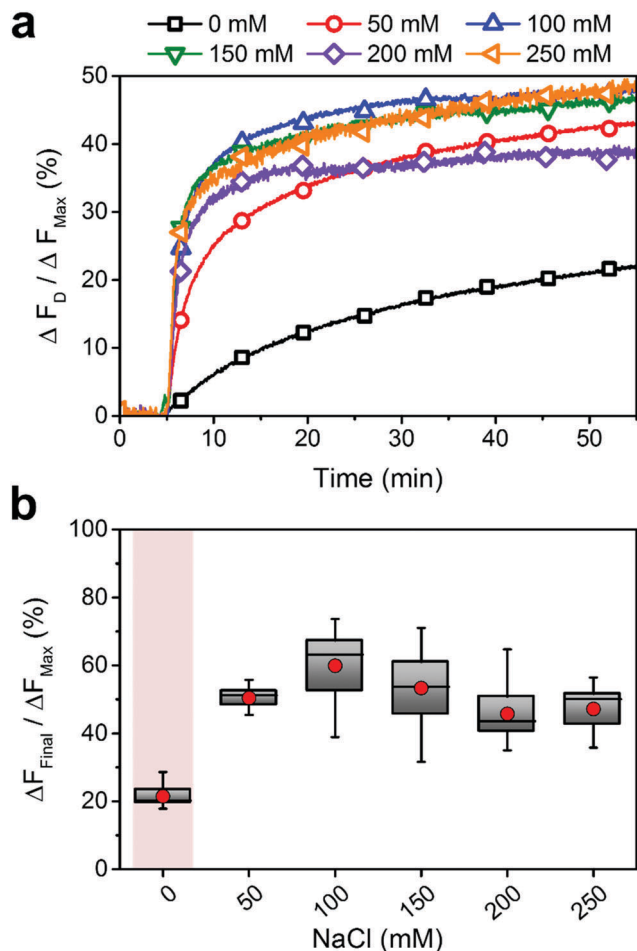 a
0 mM 50 mM 100 mM
150 mM 200 mM 250 mM
Δ F_D / Δ F_Max (%)
50
40
30
20
10
0
0 10 20 30 40 50
Time (min)
b
ΔF_Final / ΔF_Max (%)
100
80
60
40
20
0
0 50 100 150 200 250
NaCl (mM)